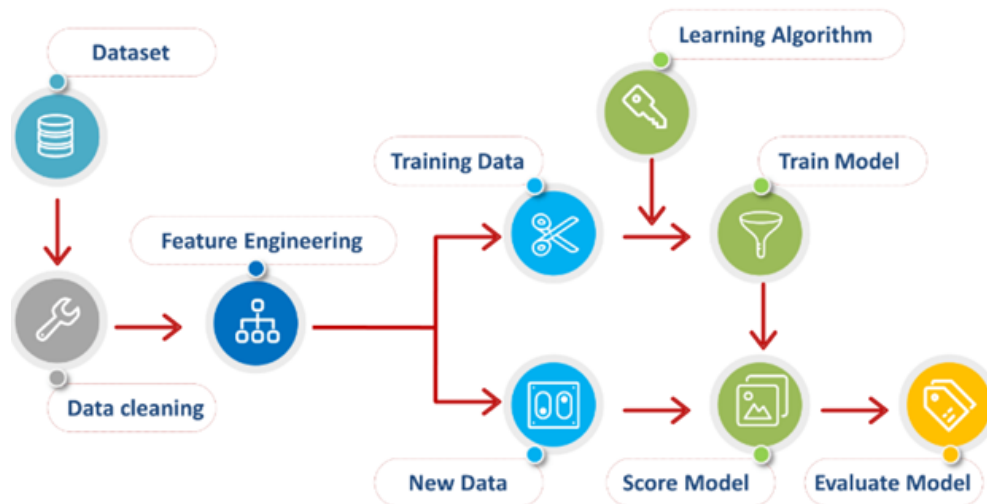 Dataset
Learning Algorithm
Training Data
Train Model
Feature Engineering
Data cleaning
New Data
Score Model
Evaluate Model